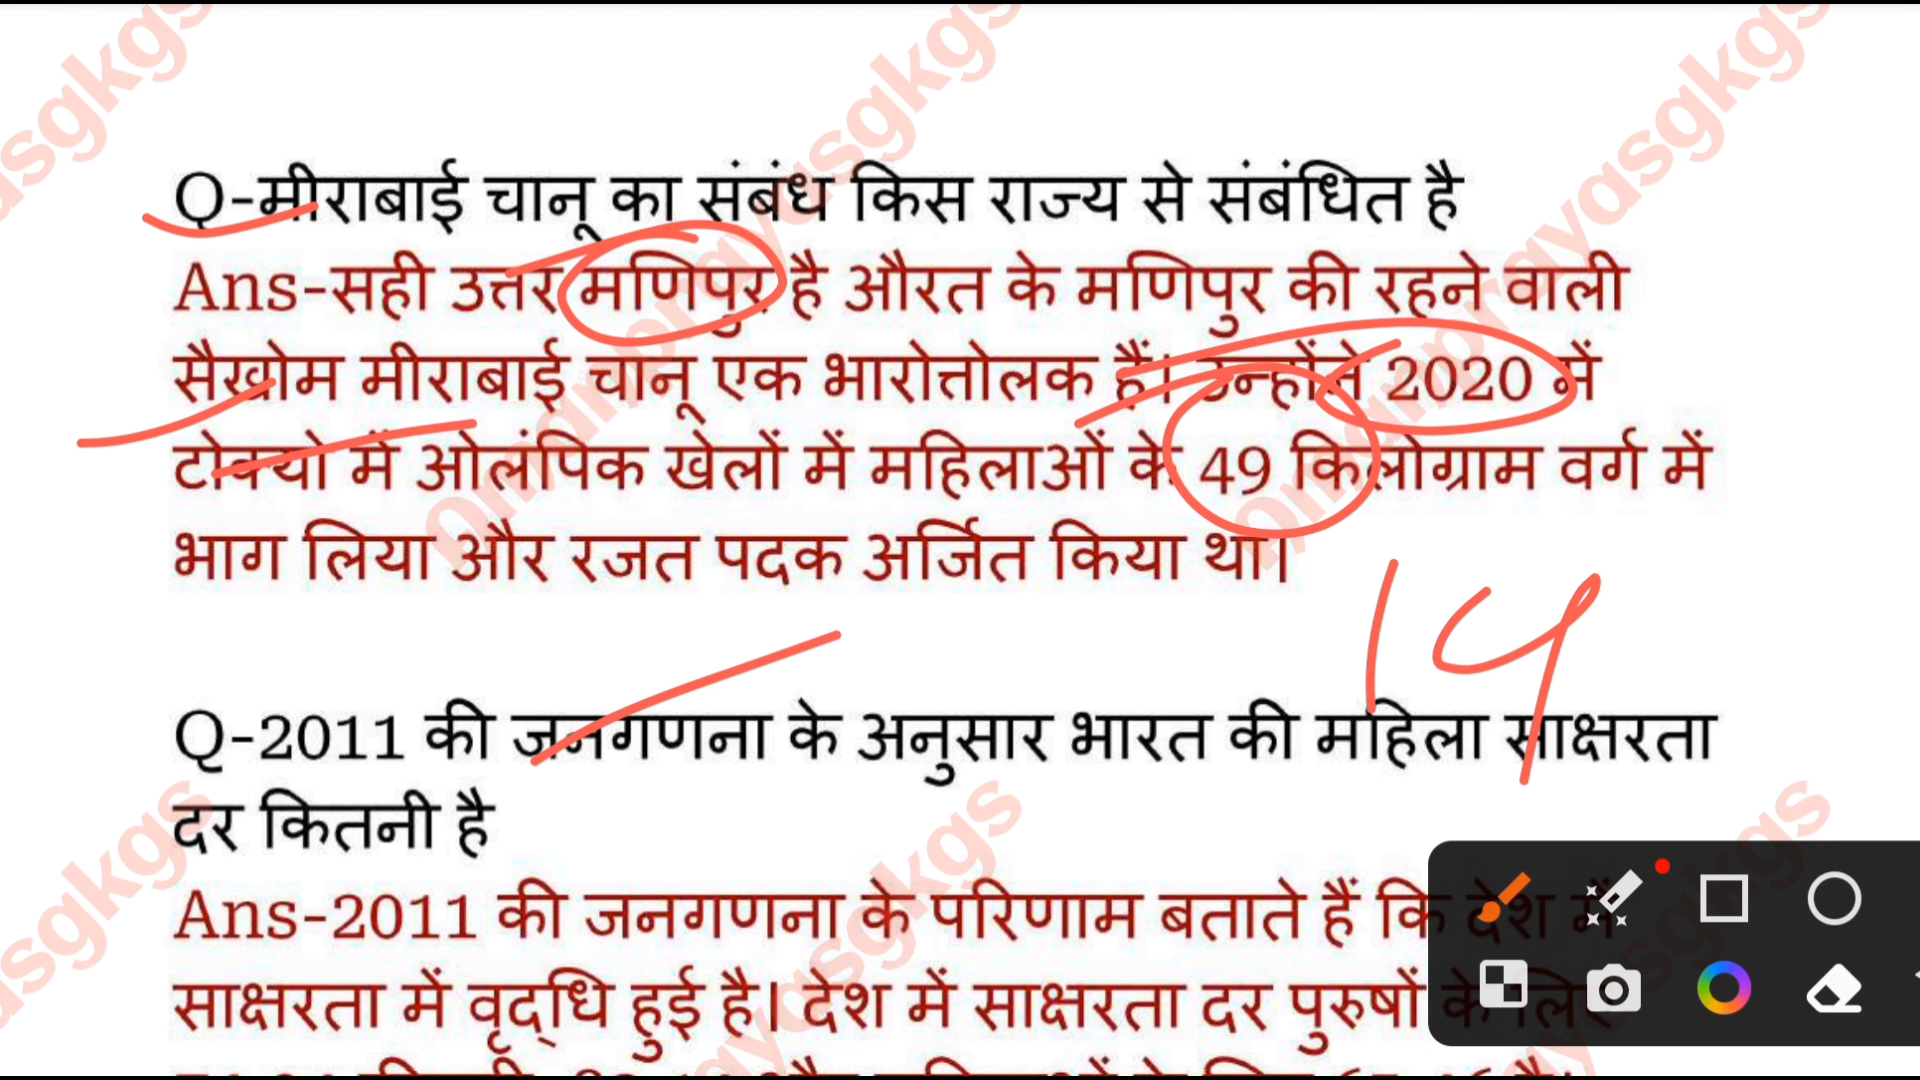 Q-मीराबाई चानू का संबंध किस राज्य से संबंधित है
Ans-सही उत्तर मणिपुर है औरत के मणिपुर की रहने वाली
सैखोम मीराबाई चानू एक भारोत्तोलक हैं। उन्होंने 2020 में
टोक्यो में ओलंपिक खेलों में महिलाओं के 49 किलोग्राम वर्ग में
भाग लिया और रजत पदक अर्जित किया था।
14
Q-2011 की जनगणना के अनुसार भारत की महिला साक्षरता
दर कितनी है
Ans-2011 की जनगणना के परिणाम बताते हैं कि देश में
साक्षरता में वृद्धि हुई है। देश में साक्षरता दर पुरुषों के लिए